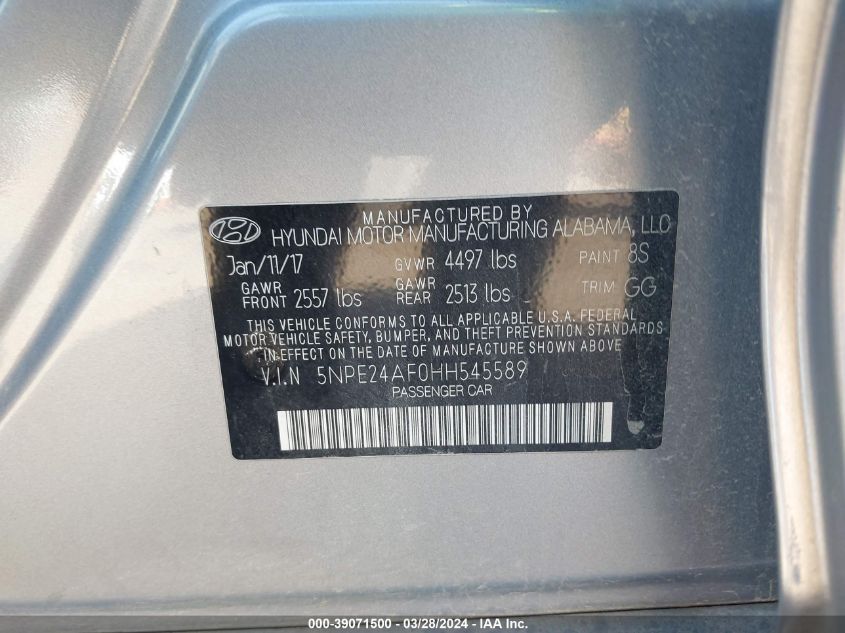 MANUFACTURED BY
HYUNDAI MOTOR MANUFACTURING ALABAMA, LLC
Jan/11/17 GVWR 4497 lbs PAINT 8S
GAWR FRONT 2557 lbs GAWR REAR 2513 lbs TRIM GG
THIS VEHICLE CONFORMS TO ALL APPLICABLE U.S.A. FEDERAL
MOTOR VEHICLE SAFETY, BUMPER, AND THEFT PREVENTION STANDARDS
IN EFFECT ON THE DATE OF MANUFACTURE SHOWN ABOVE
V.I.N 5NPE24AF0HH545589
PASSENGER CAR
000-39071500 - 03/28/2024 - IAA, Inc.